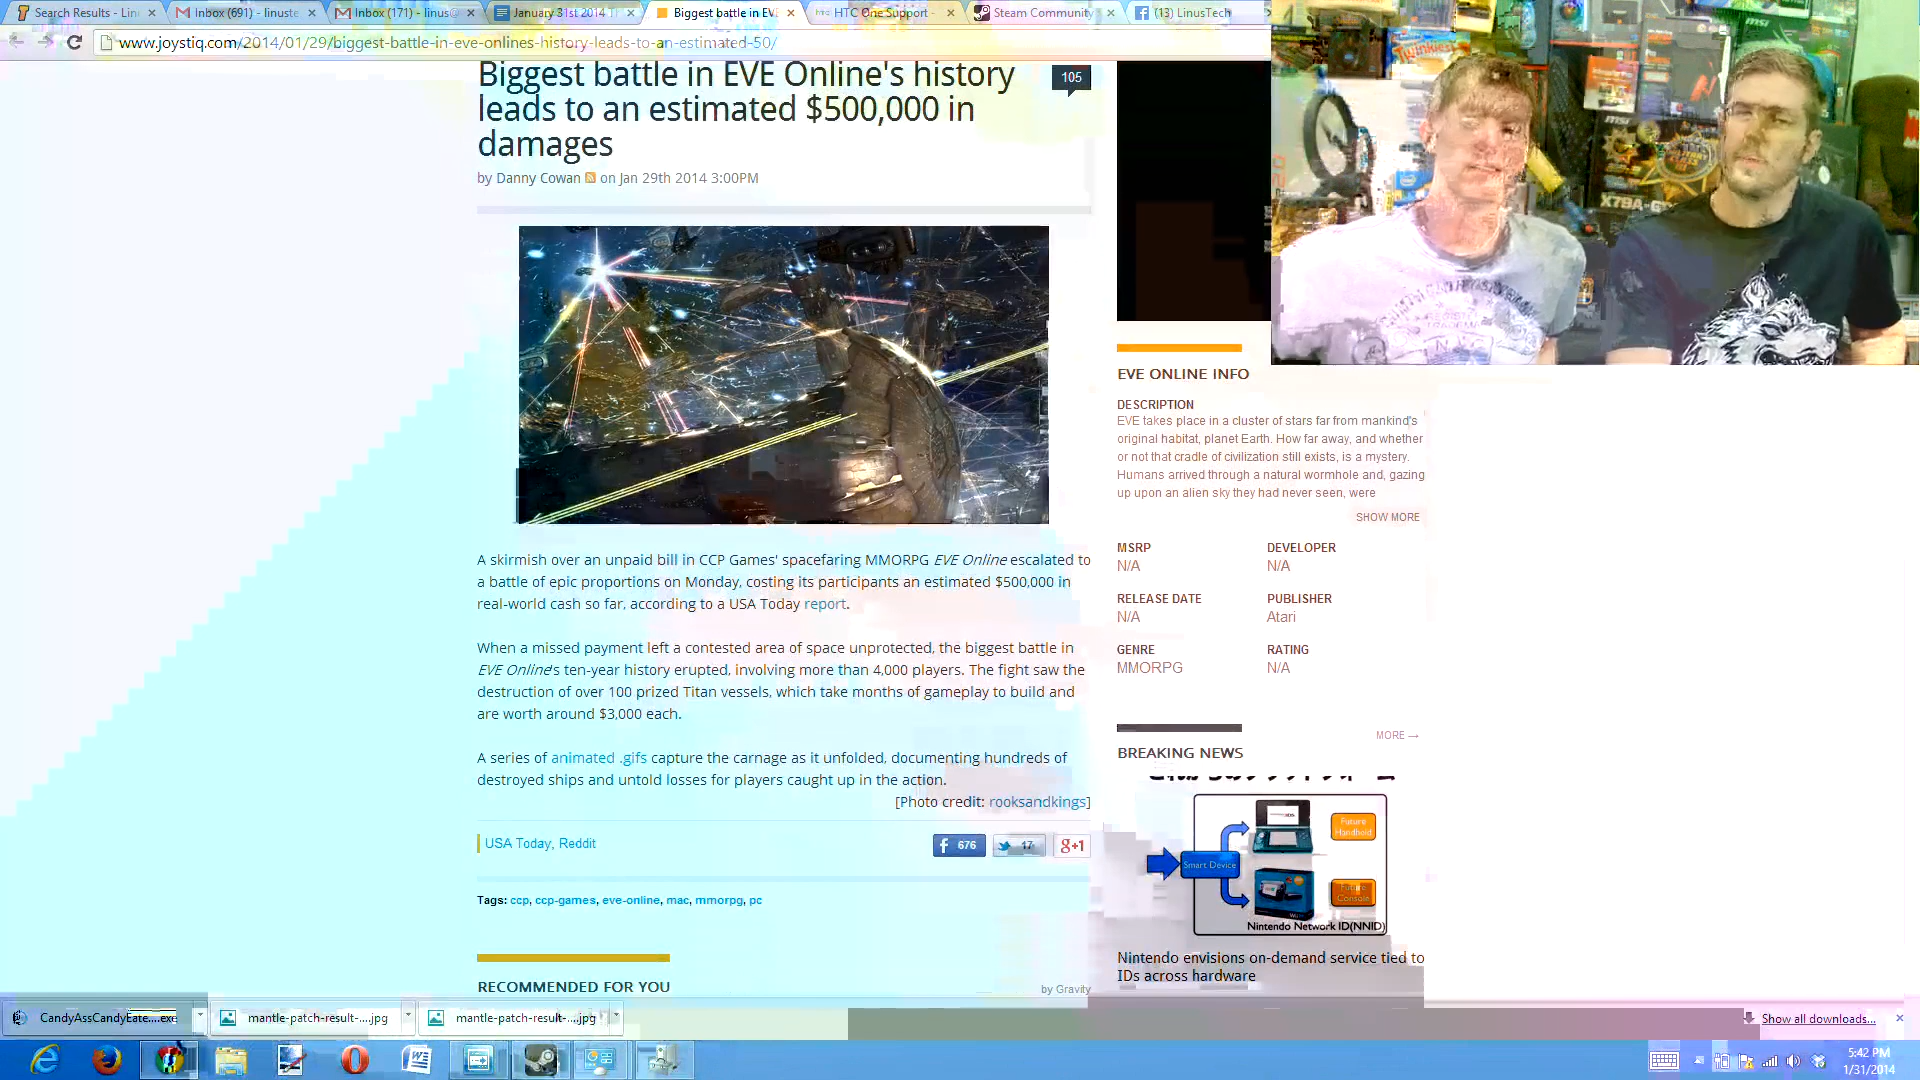 Search Results - Lin
Inbox (691) - linuste
Inbox (171) - linus@
January 31st 2014
Biggest battle in EVE
HTC One Support -
Steam Community
(13) LinusTech
www.joystiq.com/2014/01/29/biggest-battle-in-eve-onlines-history-leads-to-an-estimated-50/
Biggest battle in EVE Online's history
leads to an estimated $500,000 in
damages
105
by Danny Cowan on Jan 29th 2014 3:00PM
A skirmish over an unpaid bill in CCP Games' spacefaring MMORPG EVE Online escalated to
a battle of epic proportions on Monday, costing its participants an estimated $500,000 in
real-world cash so far, according to a USA Today report.
When a missed payment left a contested area of space unprotected, the biggest battle in
EVE Online's ten-year history erupted, involving more than 4,000 players. The fight saw the
destruction of over 100 prized Titan vessels, which take months of gameplay to build and
are worth around $3,000 each.
A series of animated .gifs capture the carnage as it unfolded, documenting hundreds of
destroyed ships and untold losses for players caught up in the action.
[Photo credit: rooksandkings]
USA Today, Reddit
676
17
g+1
Tags: ccp, ccp-games, eve-online, mac, mmorpg, pc
RECOMMENDED FOR YOU
by Gravity
Twinkies
msi
msi
X79A-G
EVE ONLINE INFO
DESCRIPTION
EVE takes place in a cluster of stars far from mankind's
original habitat, planet Earth. How far away, and whether
or not that cradle of civilization still exists, is a mystery.
Humans arrived through a natural wormhole and, gazing
up upon an alien sky they had never seen, were
SHOW MORE
MSRP
N/A
DEVELOPER
N/A
RELEASE DATE
N/A
PUBLISHER
Atari
GENRE
MMORPG
RATING
N/A
MORE →
BREAKING NEWS
Future
Handheld
Smart Device
Future
Console
Nintendo Network ID(NNID)
Nintendo envisions on-demand service tied to
IDs across hardware
CandyAssCandyEate....exe
mantle-patch-result-....jpg
mantle-patch-result-....jpg
Show all downloads...
5:42 PM
1/31/2014